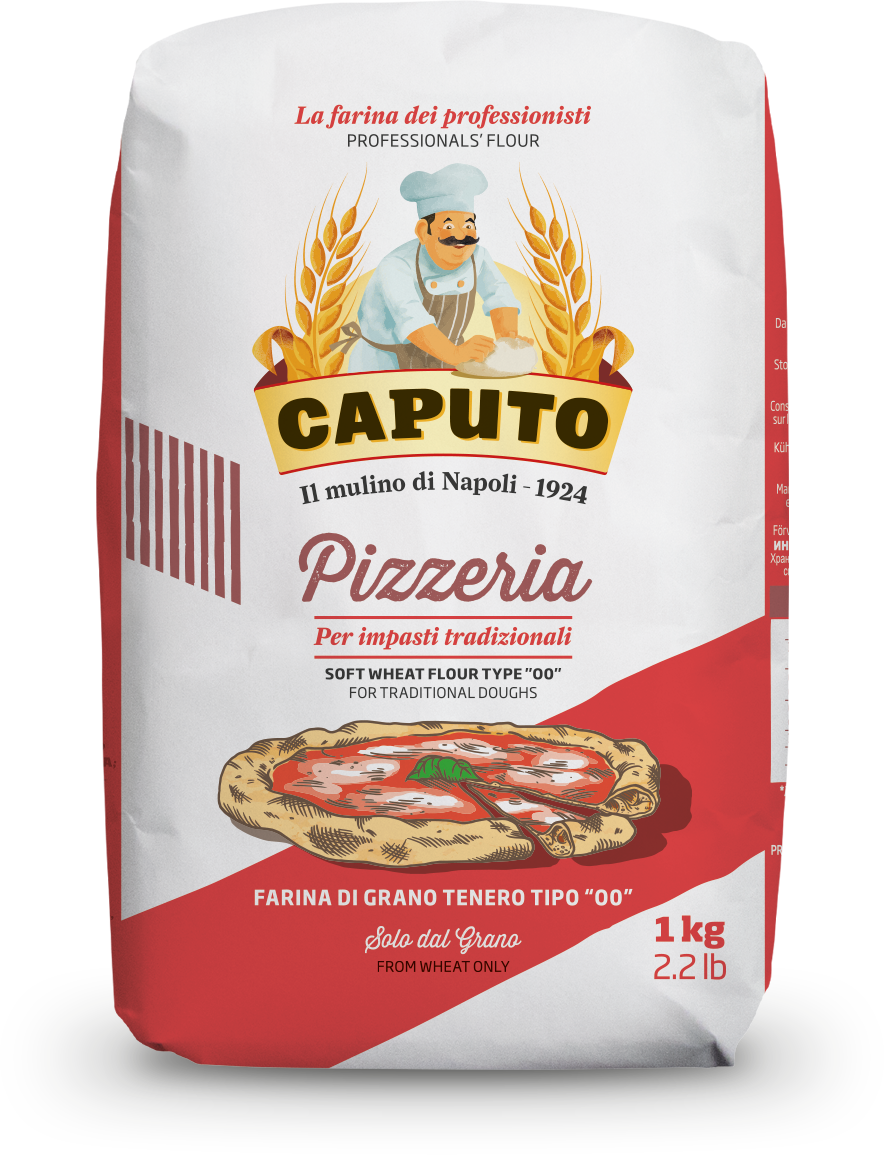 La farina dei professionisti
PROFESSIONALS' FLOUR
CAPUTO
Il mulino di Napoli - 1924
Pizzeria
Per impasti tradizionali
SOFT WHEAT FLOUR TYPE "00"
FOR TRADITIONAL DOUGHS
FARINA DI GRANO TENERO TIPO "00"
Solo dal Grano
FROM WHEAT ONLY
1 kg
2.2 lb